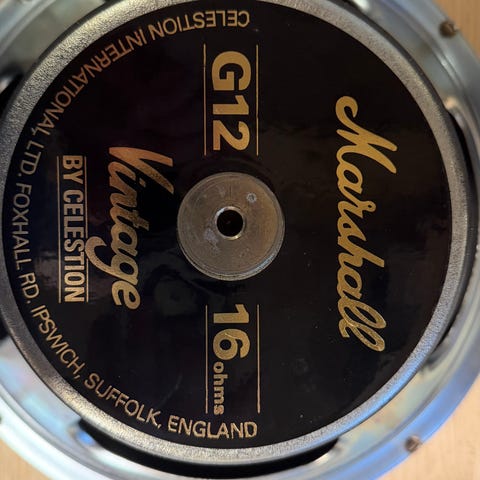 Marshall
G12 16 ohms
Vintage
BY CELESTION
CELESTION INTERNATIONAL, LTD. FOXHALL RD. IPSWICH, SUFFOLK, ENGLAND